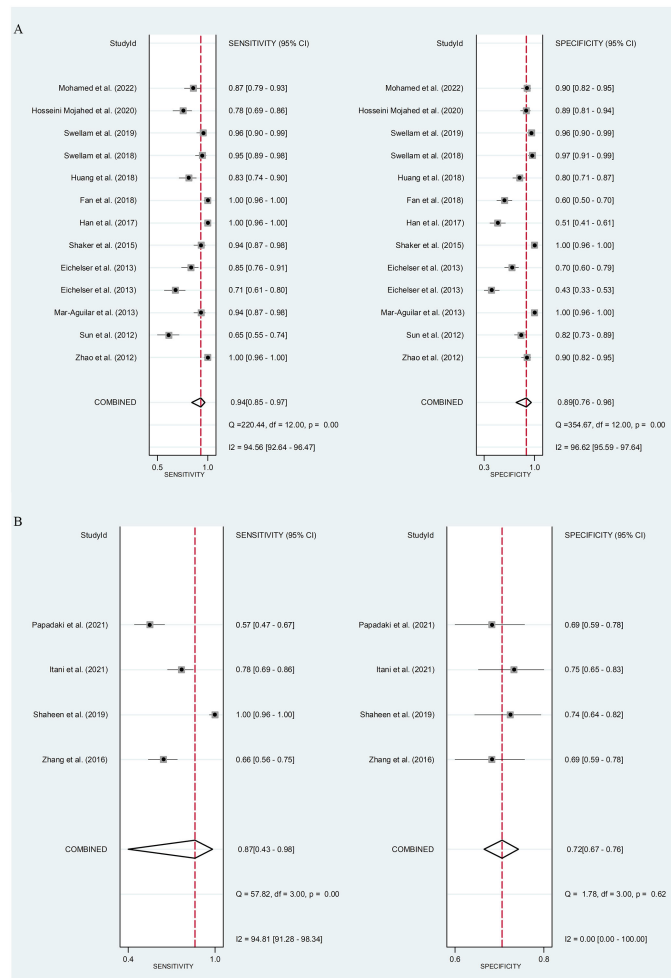 A
StudyId SENSITIVITY (95% CI)
Mohamed et al. (2022) 0.87 [0.79 - 0.93]
Hosseini Mojahed et al. (2020) 0.78 [0.69 - 0.86]
Swellam et al. (2019) 0.96 [0.90 - 0.99]
Swellam et al. (2018) 0.95 [0.89 - 0.98]
Huang et al. (2018) 0.83 [0.74 - 0.90]
Fan et al. (2018) 1.00 [0.96 - 1.00]
Han et al. (2017) 1.00 [0.96 - 1.00]
Shaker et al. (2015) 0.94 [0.87 - 0.98]
Eichelser et al. (2013) 0.85 [0.76 - 0.91]
Eichelser et al. (2013) 0.71 [0.61 - 0.80]
Mar-Aguilar et al. (2013) 0.94 [0.87 - 0.98]
Sun et al. (2012) 0.65 [0.55 - 0.74]
Zhao et al. (2012) 1.00 [0.96 - 1.00]
COMBINED 0.94[0.85 - 0.97]
Q =220.44, df = 12.00, p = 0.00
I2 = 94.56 [92.64 - 96.47]
0.5 1.0
SENSITIVITY
StudyId SPECIFICITY (95% CI)
Mohamed et al. (2022) 0.90 [0.82 - 0.95]
Hosseini Mojahed et al. (2020) 0.89 [0.81 - 0.94]
Swellam et al. (2019) 0.96 [0.90 - 0.99]
Swellam et al. (2018) 0.97 [0.91 - 0.99]
Huang et al. (2018) 0.80 [0.71 - 0.87]
Fan et al. (2018) 0.60 [0.50 - 0.70]
Han et al. (2017) 0.51 [0.41 - 0.61]
Shaker et al. (2015) 1.00 [0.96 - 1.00]
Eichelser et al. (2013) 0.70 [0.60 - 0.79]
Eichelser et al. (2013) 0.43 [0.33 - 0.53]
Mar-Aguilar et al. (2013) 1.00 [0.96 - 1.00]
Sun et al. (2012) 0.82 [0.73 - 0.89]
Zhao et al. (2012) 0.90 [0.82 - 0.95]
COMBINED 0.89[0.76 - 0.96]
Q =354.67, df = 12.00, p = 0.00
I2 = 96.62 [95.59 - 97.64]
0.3 1.0
SPECIFICITY
B
StudyId SENSITIVITY (95% CI)
Papadaki et al. (2021) 0.57 [0.47 - 0.67]
Itani et al. (2021) 0.78 [0.69 - 0.86]
Shaheen et al. (2019) 1.00 [0.96 - 1.00]
Zhang et al. (2016) 0.66 [0.56 - 0.75]
COMBINED 0.87[0.43 - 0.98]
Q = 57.82, df = 3.00, p = 0.00
I2 = 94.81 [91.28 - 98.34]
0.4 1.0
SENSITIVITY
StudyId SPECIFICITY (95% CI)
Papadaki et al. (2021) 0.69 [0.59 - 0.78]
Itani et al. (2021) 0.75 [0.65 - 0.83]
Shaheen et al. (2019) 0.74 [0.64 - 0.82]
Zhang et al. (2016) 0.69 [0.59 - 0.78]
COMBINED 0.72[0.67 - 0.76]
Q = 1.78, df = 3.00, p = 0.62
I2 = 0.00 [0.00 - 100.00]
0.6 0.8
SPECIFICITY